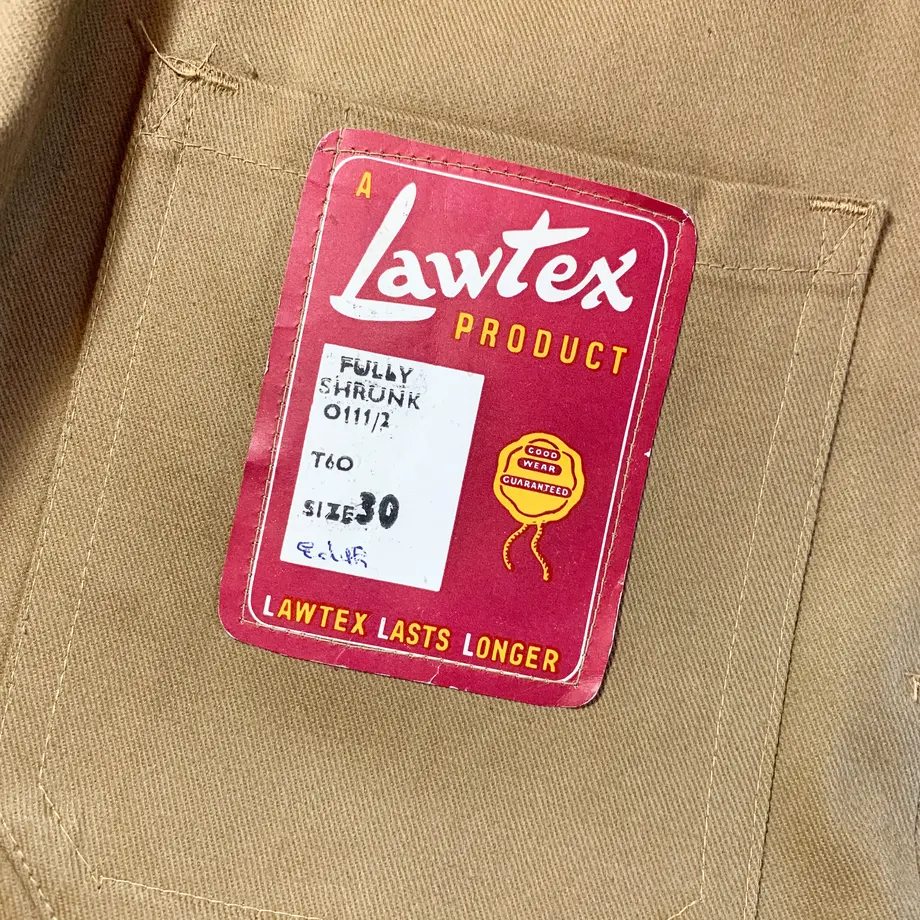 A
Lawtex
PRODUCT
FULLY
SHRUNK
O111/2
T60
SIZE 30
GOOD
WEAR
GUARANTEED
LAWTEX LASTS LONGER